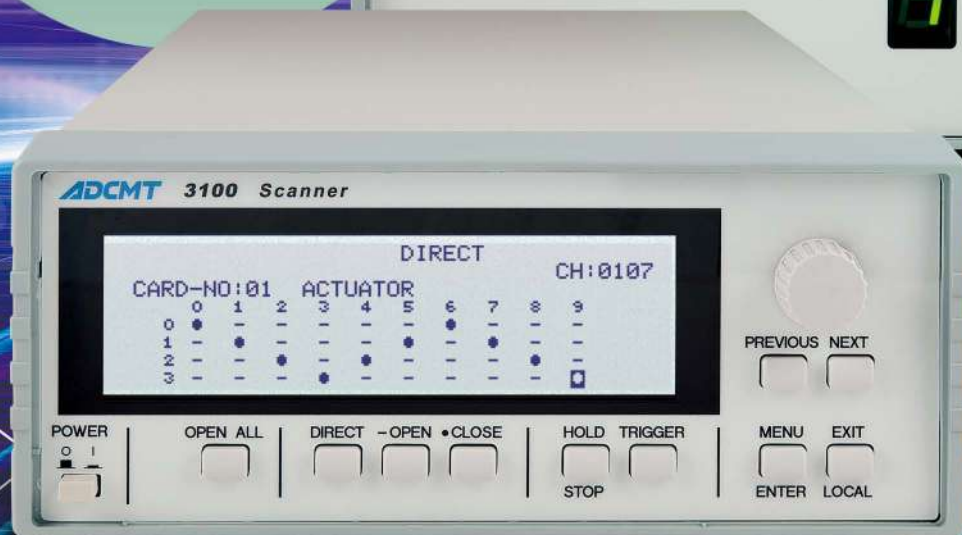 ADCMT 3100 Scanner
DIRECT
CH:0107
CARD-NO:01 ACTUATOR
0 1 2 3 4 5 6 7 8 9
0 ● - - - - - ● - - -
1 - ● - - - ● - ● - -
2 - - ● - ● - - - ● -
3 - - - ● - - - - - ●
PREVIOUS NEXT
POWER
O I
OPEN ALL
DIRECT -OPEN ●CLOSE
HOLD TRIGGER
STOP
MENU EXIT
ENTER LOCAL